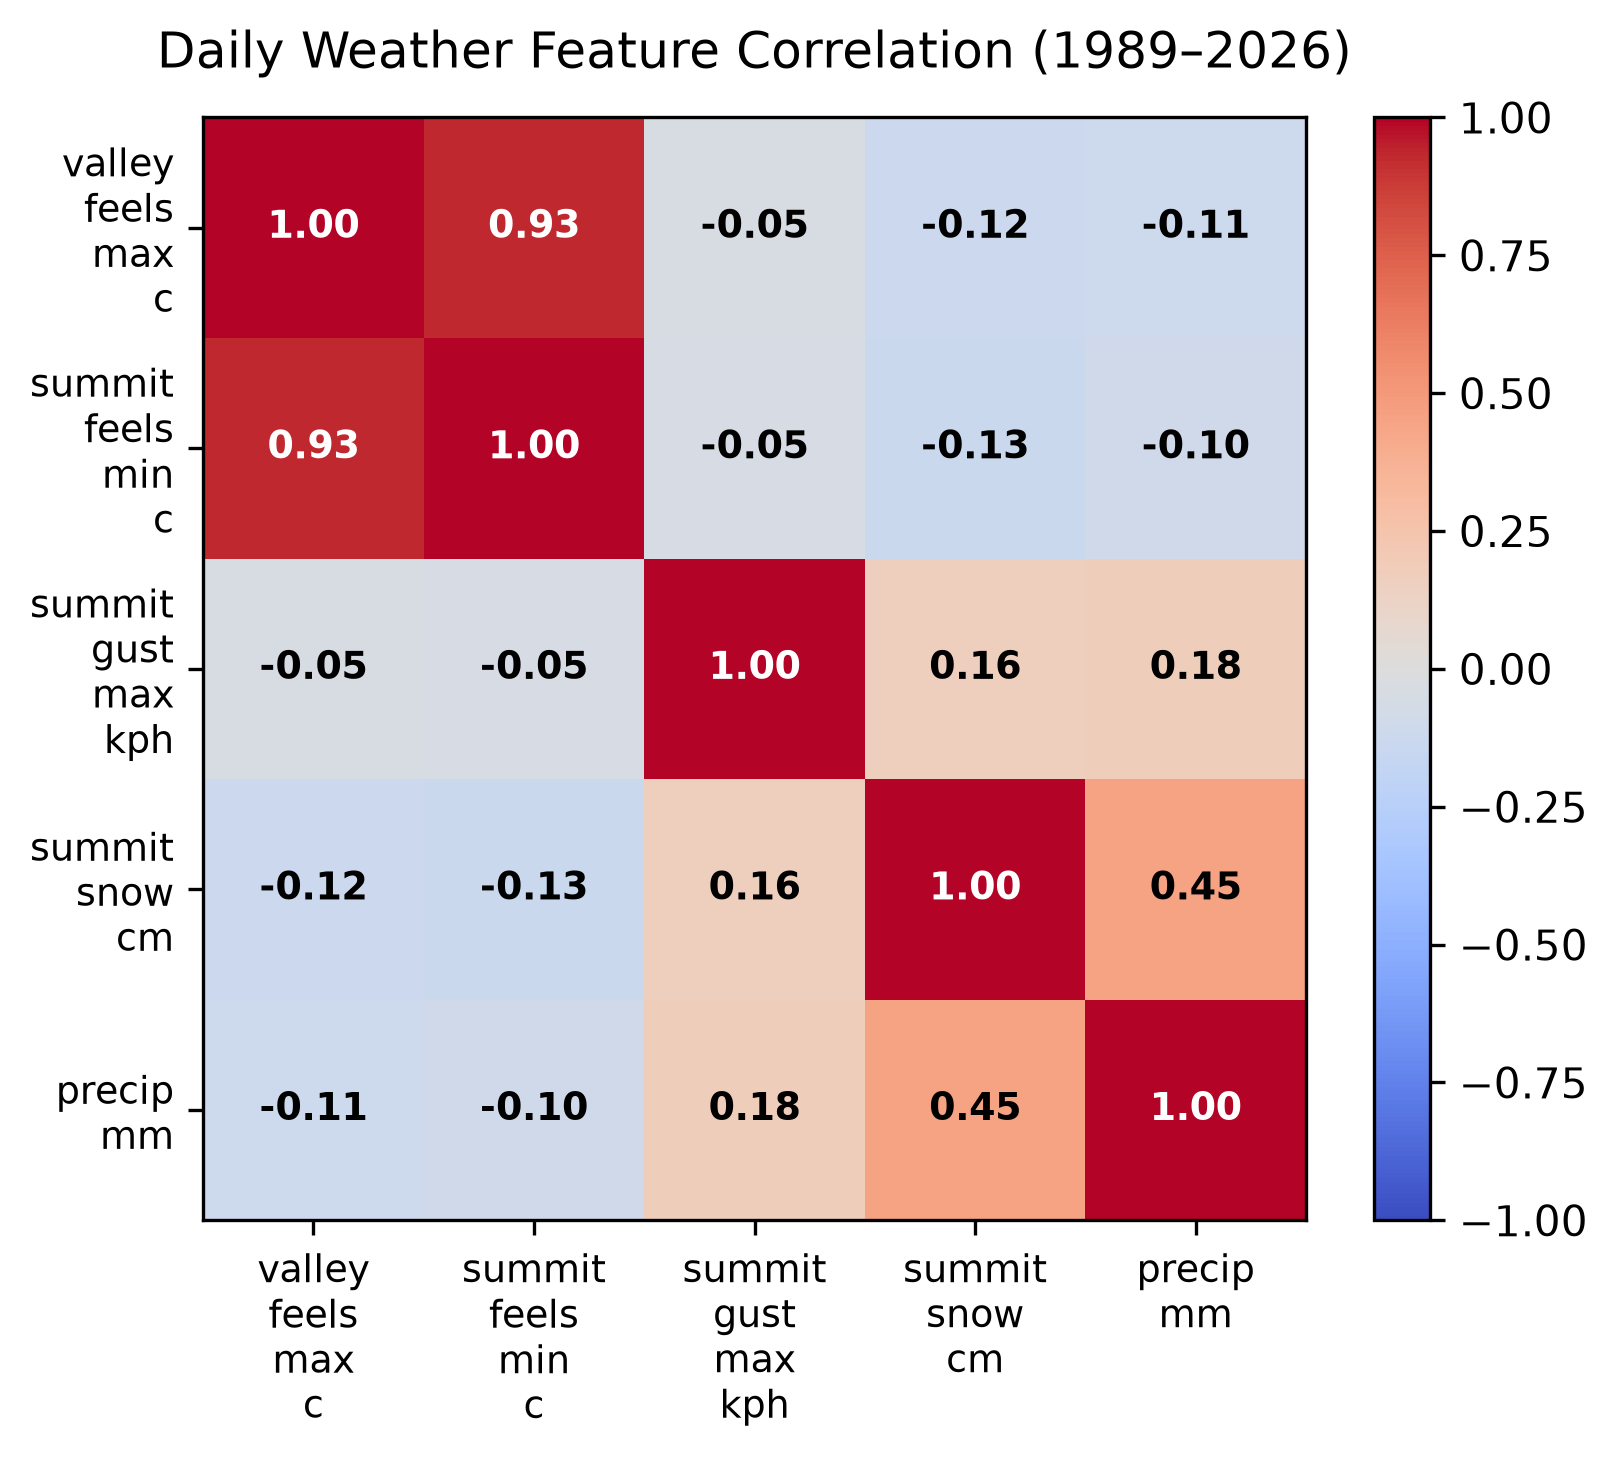 Daily Weather Feature Correlation (1989–2026)
valley
feels
max
c
1.00 0.93 -0.05 -0.12 -0.11
summit
feels
min
c
0.93 1.00 -0.05 -0.13 -0.10
summit
gust
max
kph
-0.05 -0.05 1.00 0.16 0.18
summit
snow
cm
-0.12 -0.13 0.16 1.00 0.45
precip
mm
-0.11 -0.10 0.18 0.45 1.00
valley
feels
max
c
summit
feels
min
c
summit
gust
max
kph
summit
snow
cm
precip
mm
1.00
0.75
0.50
0.25
0.00
−0.25
−0.50
−0.75
−1.00